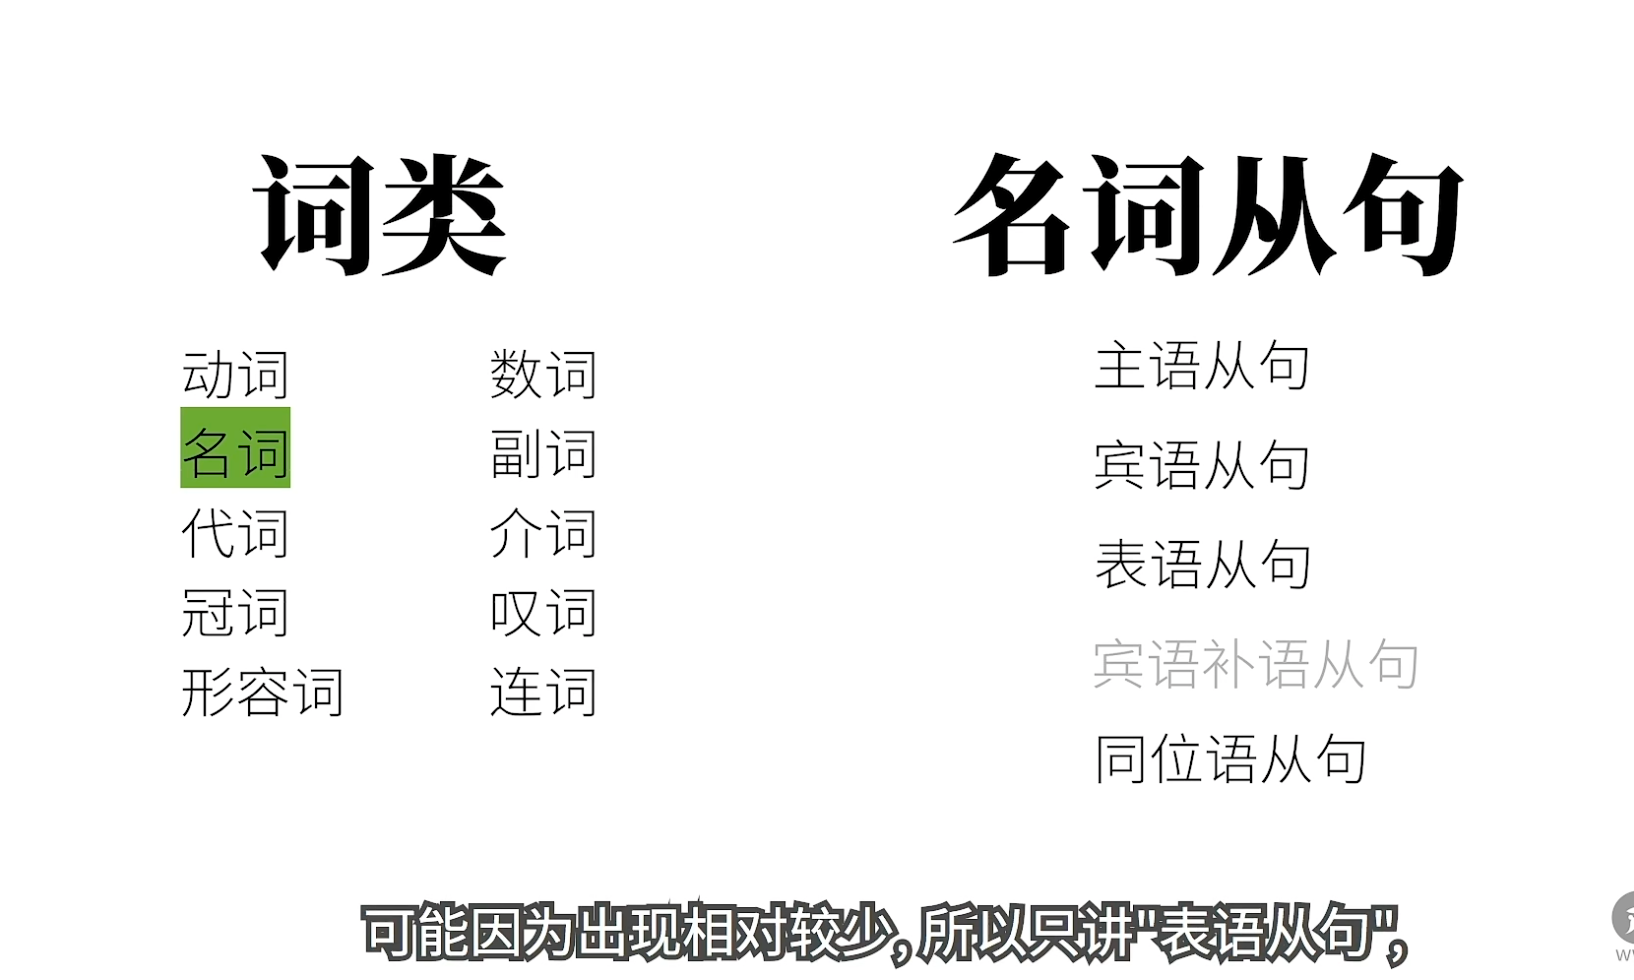 词类
动词
名词
代词
冠词
形容词
数词
副词
介词
叹词
连词
名词从句
主语从句
宾语从句
表语从句
宾语补语从句
同位语从句
可能因为出现相对较少，所以只讲"表语从句"，